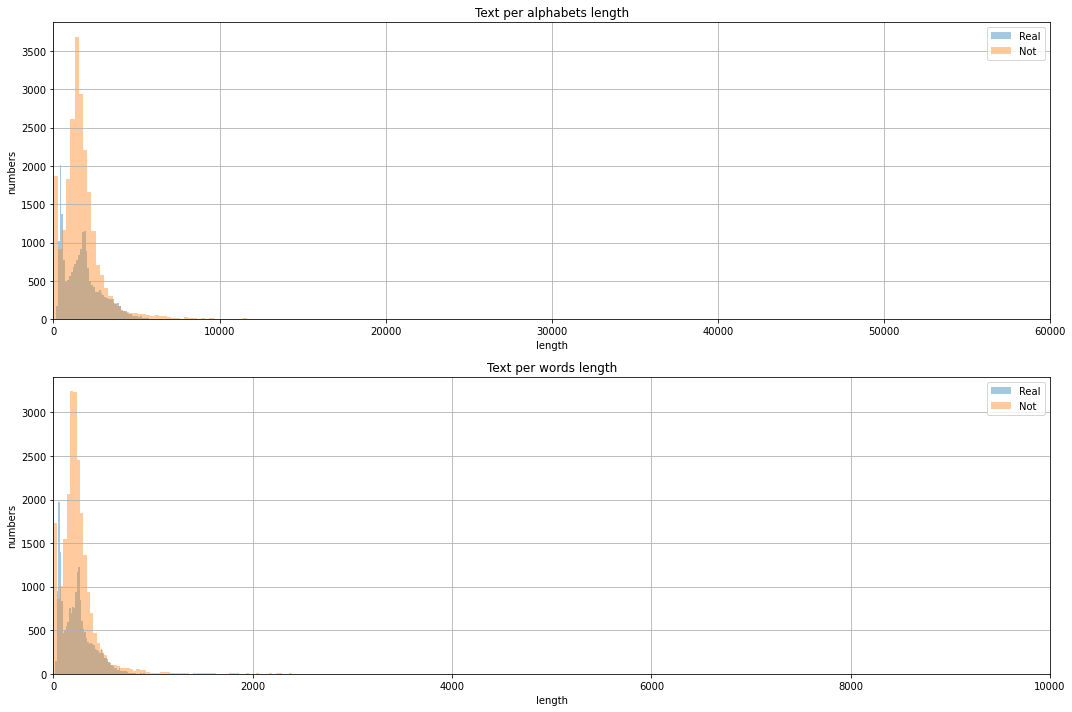 Text per alphabets length
Real
Not
numbers
3500
3000
2500
2000
1500
1000
500
0
0 10000 20000 30000 40000 50000 60000
length
Text per words length
Real
Not
numbers
3000
2500
2000
1500
1000
500
0
0 2000 4000 6000 8000 10000
length